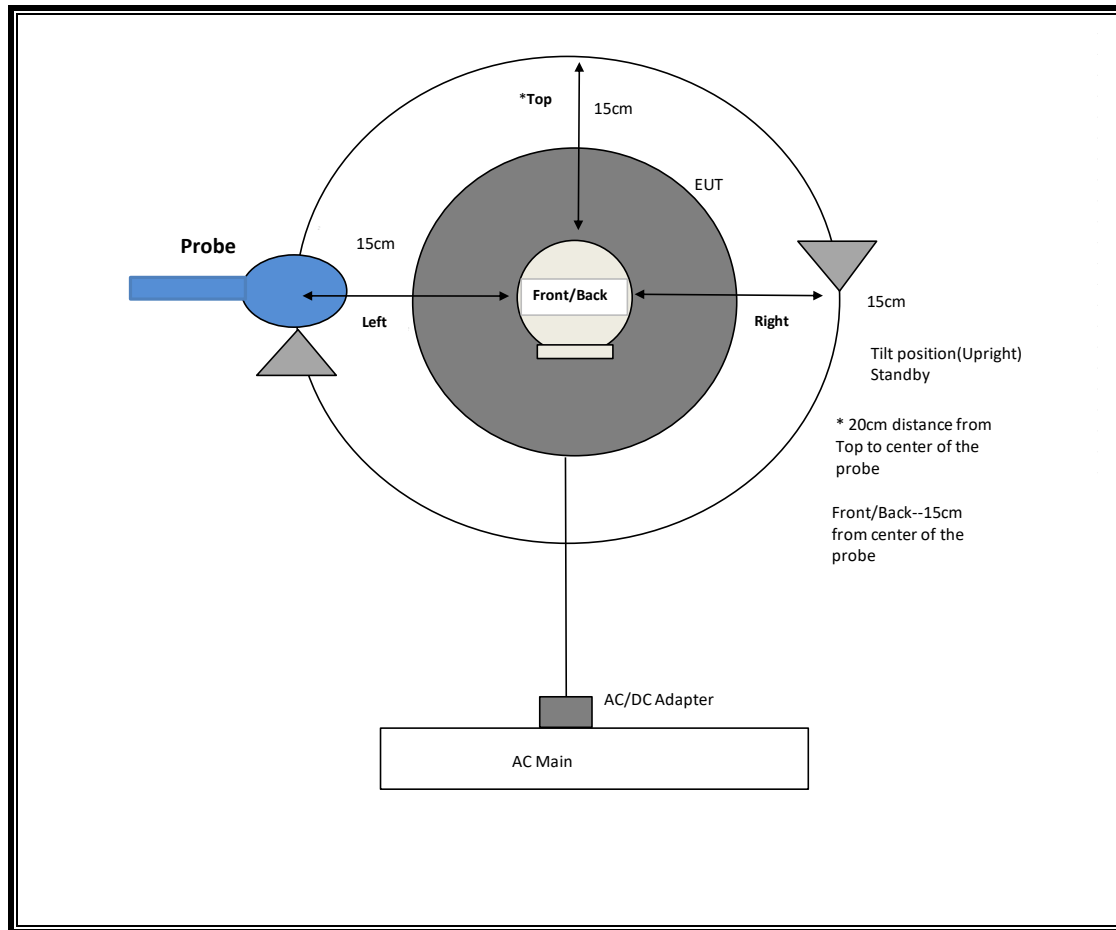 *Top
15cm
EUT
Probe
15cm
Front/Back
Left
Right
15cm
Tilt position(Upright)
Standby
* 20cm distance from
Top to center of the
probe
Front/Back--15cm
from center of the
probe
AC/DC Adapter
AC Main